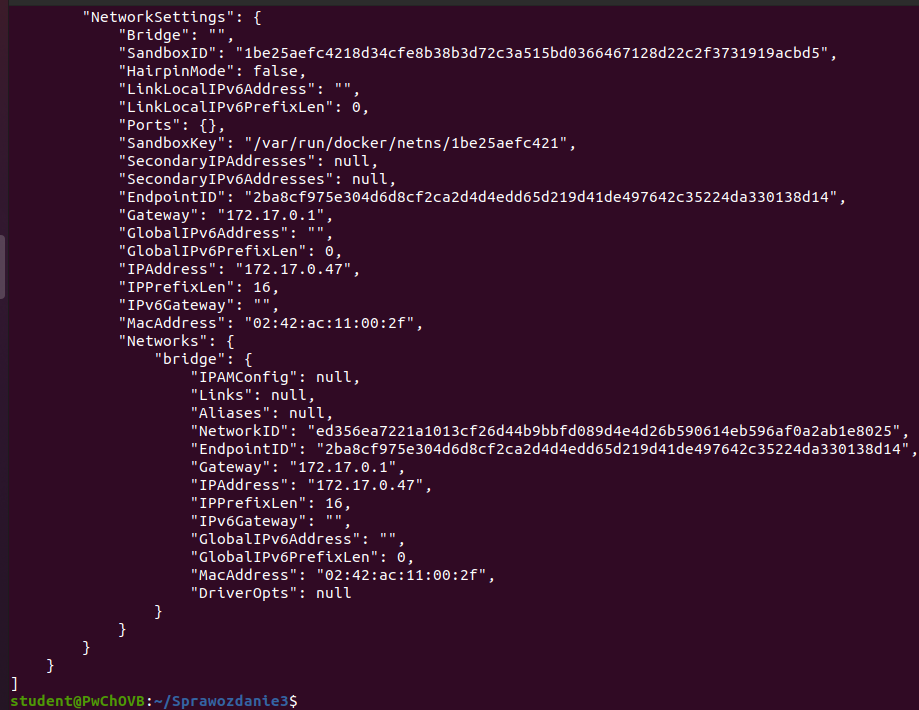 "NetworkSettings": {
"Bridge": "",
"SandboxID": "1be25aefc4218d34cfe8b38b3d72c3a515bd0366467128d22c2f3731919acbd5",
"HairpinMode": false,
"LinkLocalIPv6Address": "",
"LinkLocalIPv6PrefixLen": 0,
"Ports": {},
"SandboxKey": "/var/run/docker/netns/1be25aefc421",
"SecondaryIPAddresses": null,
"SecondaryIPv6Addresses": null,
"EndpointID": "2ba8cf975e304d6d8cf2ca2d4d4edd65d219d41de497642c35224da330138d14",
"Gateway": "172.17.0.1",
"GlobalIPv6Address": "",
"GlobalIPv6PrefixLen": 0,
"IPAddress": "172.17.0.47",
"IPPrefixLen": 16,
"IPv6Gateway": "",
"MacAddress": "02:42:ac:11:00:2f",
"Networks": {
"bridge": {
"IPAMConfig": null,
"Links": null,
"Aliases": null,
"NetworkID": "ed356ea7221a1013cf26d44b9bbfd089d4e4d26b590614eb596af0a2ab1e8025",
"EndpointID": "2ba8cf975e304d6d8cf2ca2d4d4edd65d219d41de497642c35224da330138d14",
"Gateway": "172.17.0.1",
"IPAddress": "172.17.0.47",
"IPPrefixLen": 16,
"IPv6Gateway": "",
"GlobalIPv6Address": "",
"GlobalIPv6PrefixLen": 0,
"MacAddress": "02:42:ac:11:00:2f",
"DriverOpts": null
}
}
}
}
]
student@PwChOVB:~/Sprawozdanie3$